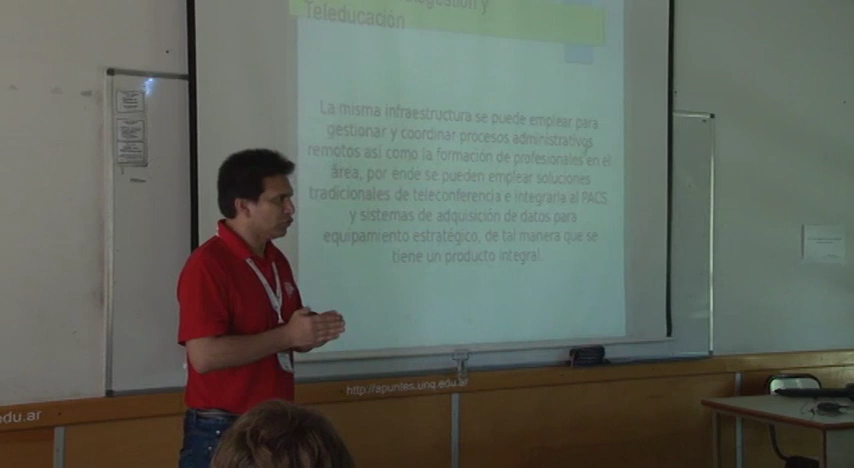 Teleducación
La misma infraestructura se puede emplear para
gestionar y coordinar procesos administrativos
remotos así como la formación de profesionales en el
área, por ende se pueden emplear soluciones
tradicionales de teleconferencia e integrarla al PACS
y sistemas de adquisición de datos para
equipamiento estratégico, de tal manera que se
tiene un producto integral.
http://apuntes.unq.edu.ar
du.ar